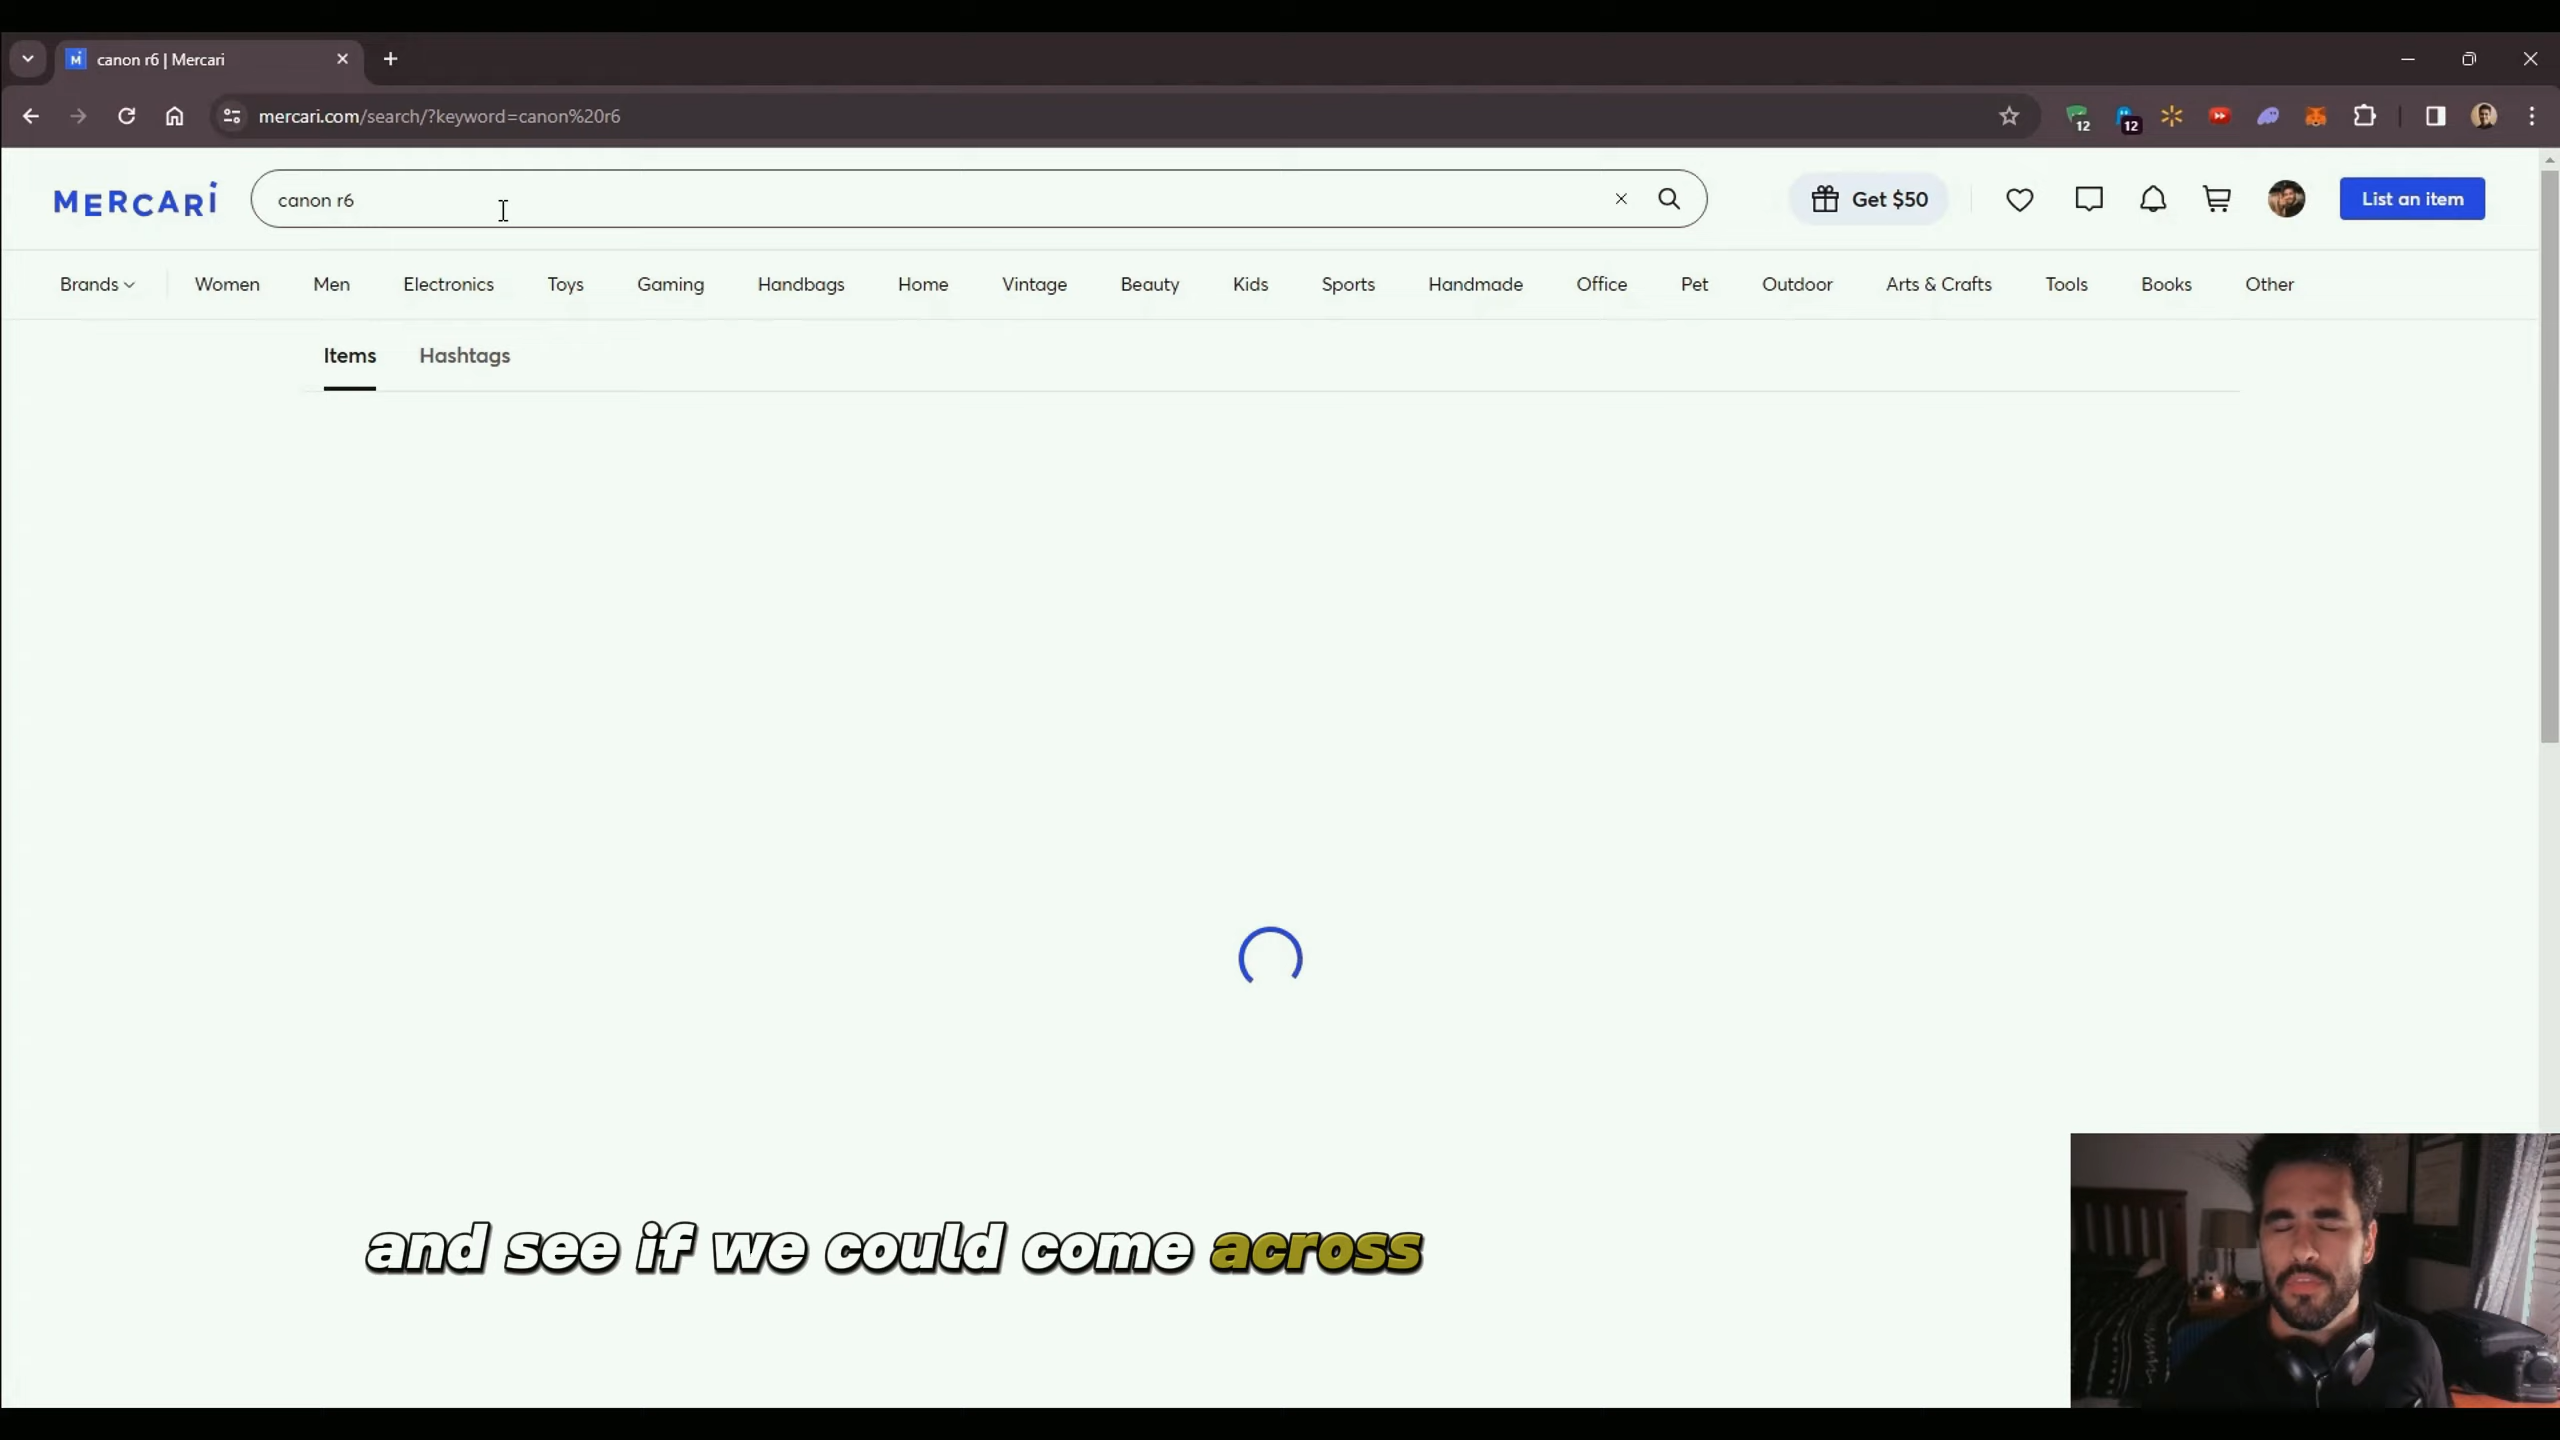 canon r6 | Mercari
mercari.com/search/?keyword=canon%20r6
12
12
MERCARI
canon r6
Get $50
List an item
Brands
Women
Men
Electronics
Toys
Gaming
Handbags
Home
Vintage
Beauty
Kids
Sports
Handmade
Office
Pet
Outdoor
Arts & Crafts
Tools
Books
Other
Items
Hashtags
and see if we could come across